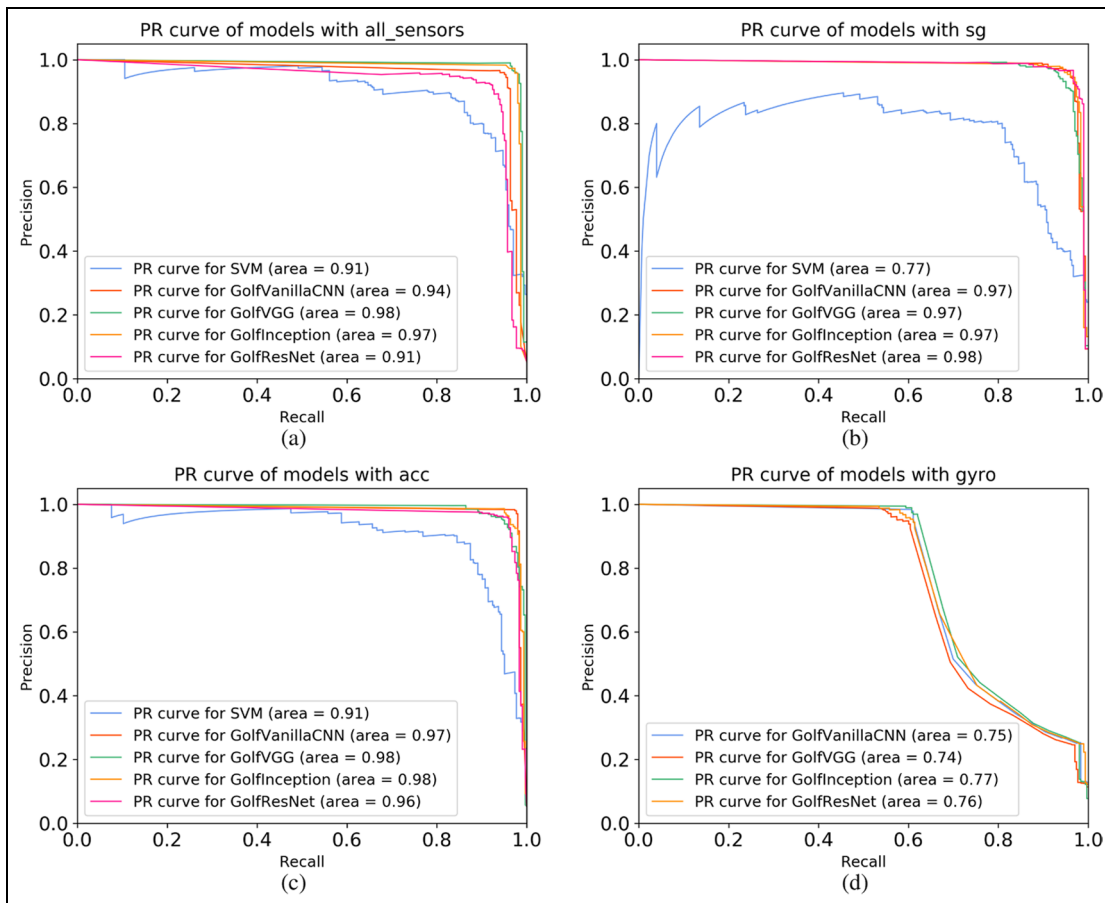 PR curve of models with all_sensors
1.0
0.8
0.6
0.4
0.2
0.0
Precision
PR curve for SVM (area = 0.91)
PR curve for GolfVanillaCNN (area = 0.94)
PR curve for GolfVGG (area = 0.98)
PR curve for GolfInception (area = 0.97)
PR curve for GolfResNet (area = 0.91)
0.0 0.2 0.4 0.6 0.8 1.0
Recall
(a)
PR curve of models with sg
1.0
0.8
0.6
0.4
0.2
0.0
Precision
PR curve for SVM (area = 0.77)
PR curve for GolfVanillaCNN (area = 0.97)
PR curve for GolfVGG (area = 0.97)
PR curve for GolfInception (area = 0.97)
PR curve for GolfResNet (area = 0.98)
0.0 0.2 0.4 0.6 0.8 1.0
Recall
(b)
PR curve of models with acc
1.0
0.8
0.6
0.4
0.2
0.0
Precision
PR curve for SVM (area = 0.91)
PR curve for GolfVanillaCNN (area = 0.97)
PR curve for GolfVGG (area = 0.98)
PR curve for GolfInception (area = 0.98)
PR curve for GolfResNet (area = 0.96)
0.0 0.2 0.4 0.6 0.8 1.0
Recall
(c)
PR curve of models with gyro
1.0
0.8
0.6
0.4
0.2
0.0
Precision
PR curve for GolfVanillaCNN (area = 0.75)
PR curve for GolfVGG (area = 0.74)
PR curve for GolfInception (area = 0.77)
PR curve for GolfResNet (area = 0.76)
0.0 0.2 0.4 0.6 0.8 1.0
Recall
(d)